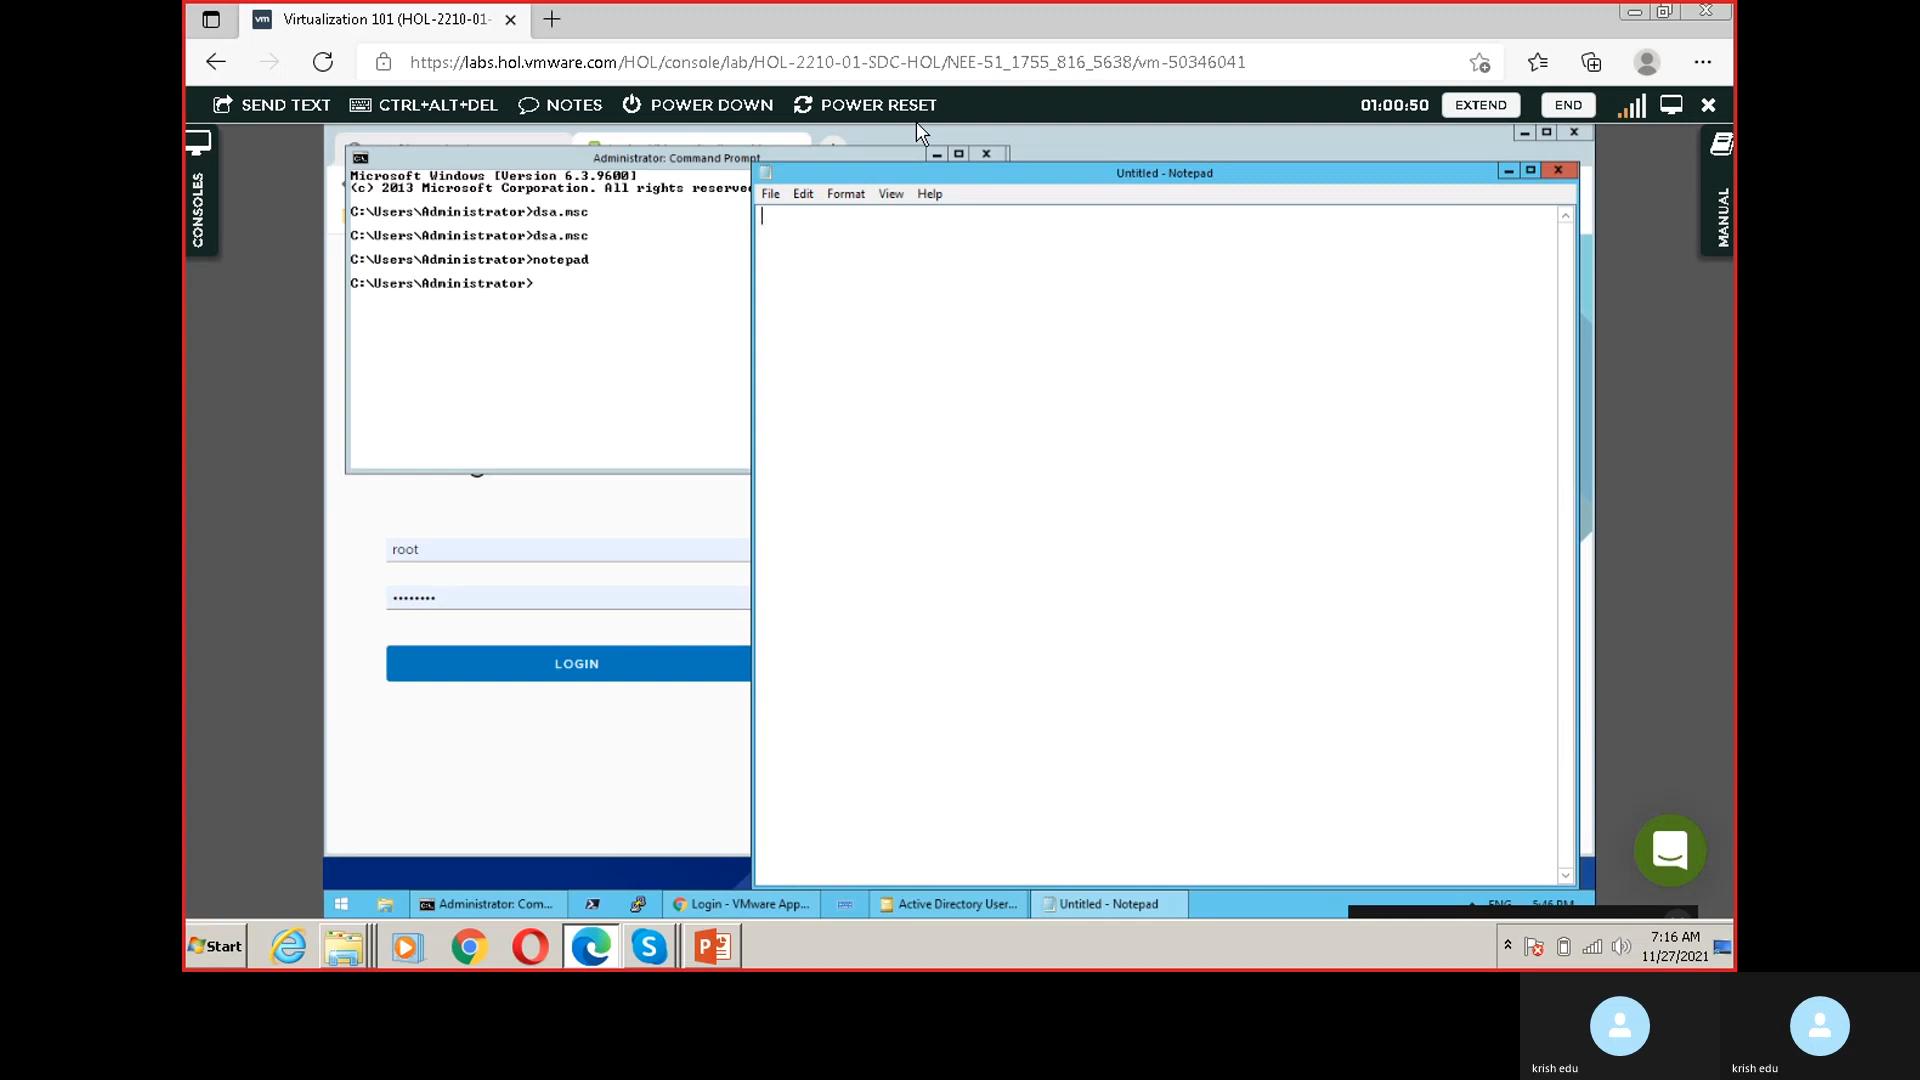 Virtualization 101 (HOL-2210-01-
https://labs.hol.vmware.com/HOL/console/lab/HOL-2210-01-SDC-HOL/NEE-51_1755_816_5638/vm-50346041
SEND TEXT CTRL+ALT+DEL NOTES POWER DOWN POWER RESET 01:00:50 EXTEND END
CONSOLES
MANUAL
Administrator: Command Prompt
Microsoft Windows [Version 6.3.9600]
(c) 2013 Microsoft Corporation. All rights reserve
C:\Users\Administrator>dsa.msc
C:\Users\Administrator>dsa.msc
C:\Users\Administrator>notepad
C:\Users\Administrator>
Untitled - Notepad
File Edit Format View Help
root
LOGIN
Administrator: Com... Login - VMware App... Active Directory User... Untitled - Notepad
Start
7:16 AM
11/27/2021
krish edu krish edu